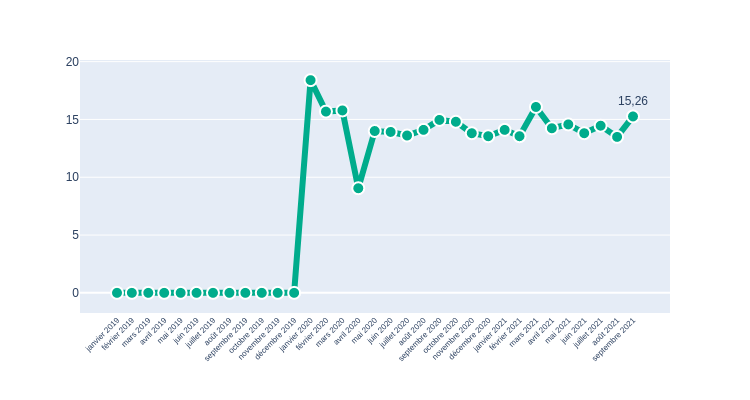 20
15
10
5
0
15,26
janvier 2019
février 2019
mars 2019
avril 2019
mai 2019
juin 2019
juillet 2019
août 2019
septembre 2019
octobre 2019
novembre 2019
décembre 2019
janvier 2020
février 2020
mars 2020
avril 2020
mai 2020
juin 2020
juillet 2020
août 2020
septembre 2020
octobre 2020
novembre 2020
décembre 2020
janvier 2021
février 2021
mars 2021
avril 2021
mai 2021
juin 2021
juillet 2021
août 2021
septembre 2021